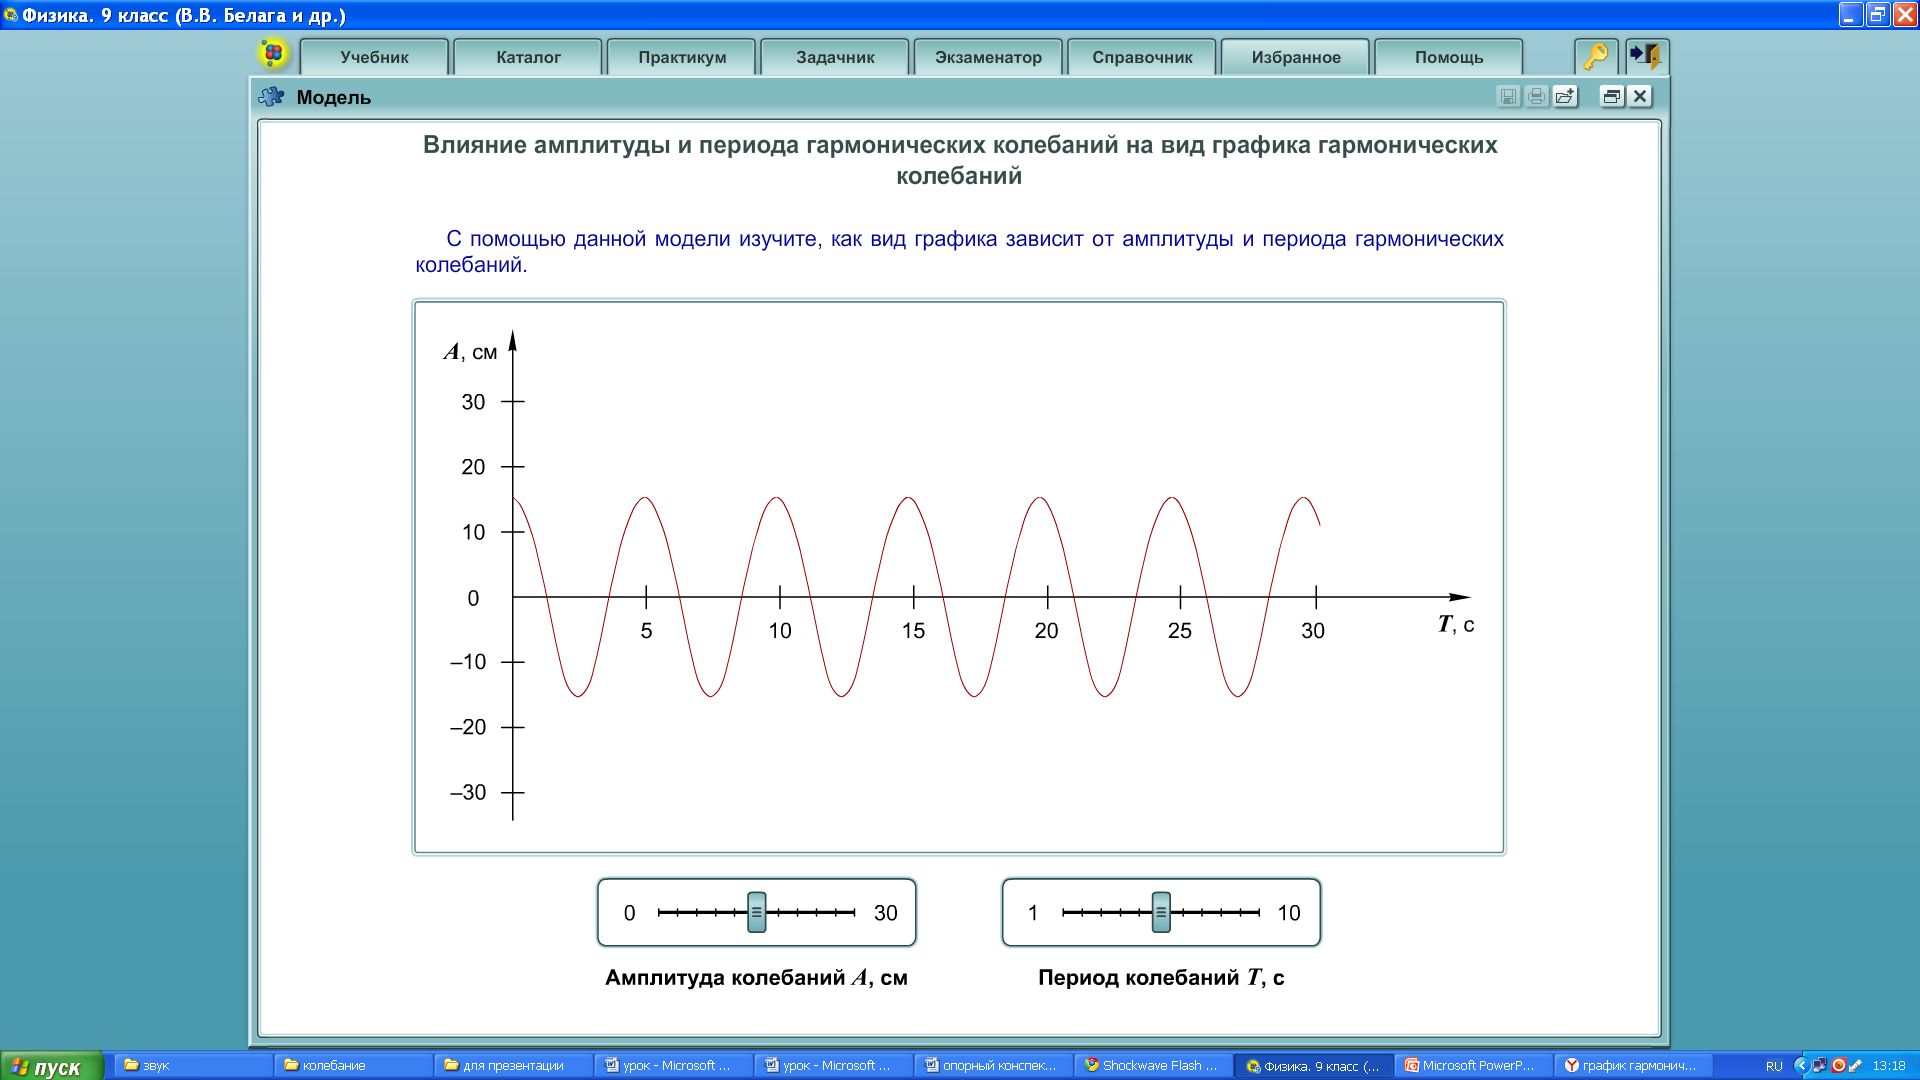 Физика. 9 класс (В.В. Белага и др.)
Учебник Каталог Практикум Задачник Экзаменатор Справочник Избранное Помощь
Модель
Влияние амплитуды и периода гармонических колебаний на вид графика гармонических
колебаний
С помощью данной модели изучите, как вид графика зависит от амплитуды и периода гармонических
колебаний.
A, см
30
20
10
0
5 10 15 20 25 30
T, с
–10
–20
–30
0 30 1 10
Амплитуда колебаний A, см Период колебаний T, с
пуск звук колебание для презентации урок - Microsoft ... урок - Microsoft ... опорный конспек... Shockwave Flash ... Физика. 9 класс (... Microsoft PowerP... график гармонич... RU 13:18